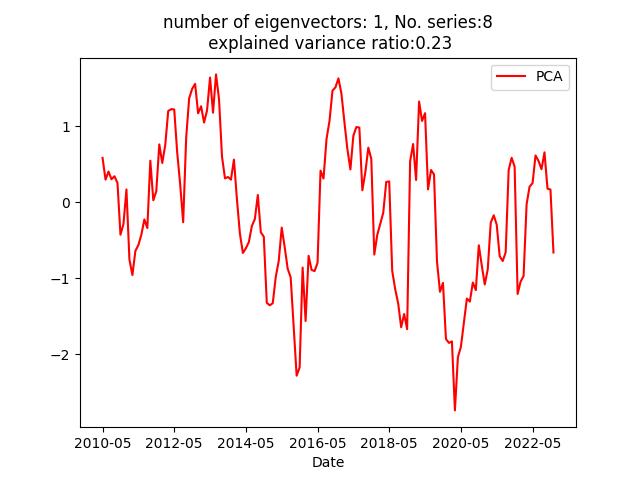 number of eigenvectors: 1, No. series:8
explained variance ratio:0.23
PCA
1
0
−1
−2
2010-05 2012-05 2014-05 2016-05 2018-05 2020-05 2022-05
Date